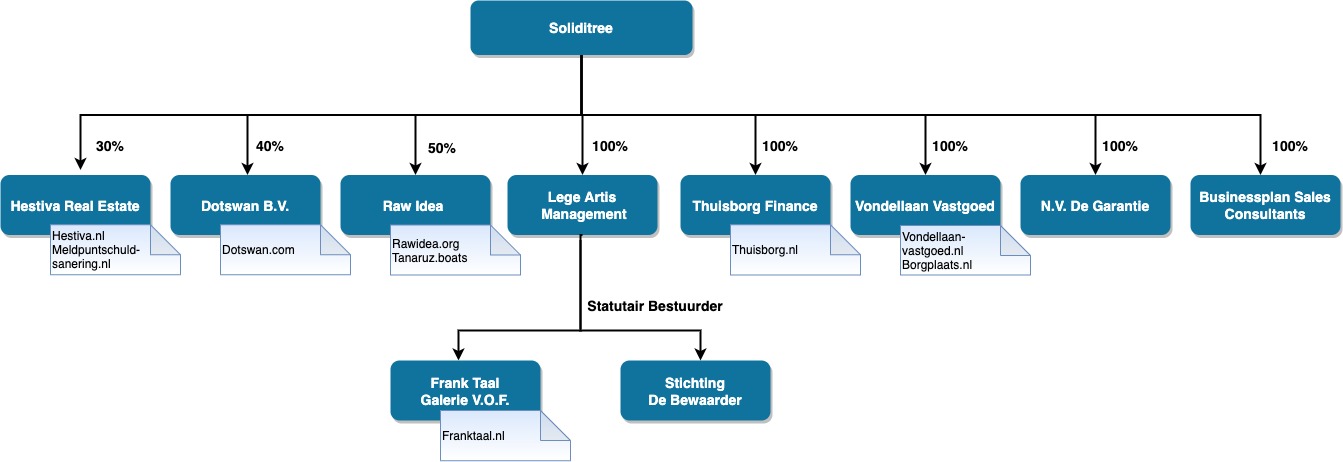 Soliditree
30%
40%
50%
100%
100%
100%
100%
100%
Hestiva Real Estate
Dotswan B.V.
Raw Idea
Lege Artis
Management
Thuisborg Finance
Vondellaan Vastgoed
N.V. De Garantie
Businessplan Sales
Consultants
Hestiva.nl
Meldpuntschuld-
sanering.nl
Dotswan.com
Rawidea.org
Tanaruz.boats
Thuisborg.nl
Vondellaan-
vastgoed.nl
Borgplaats.nl
Statutair Bestuurder
Frank Taal
Galerie V.O.F.
Stichting
De Bewaarder
Franktaal.nl